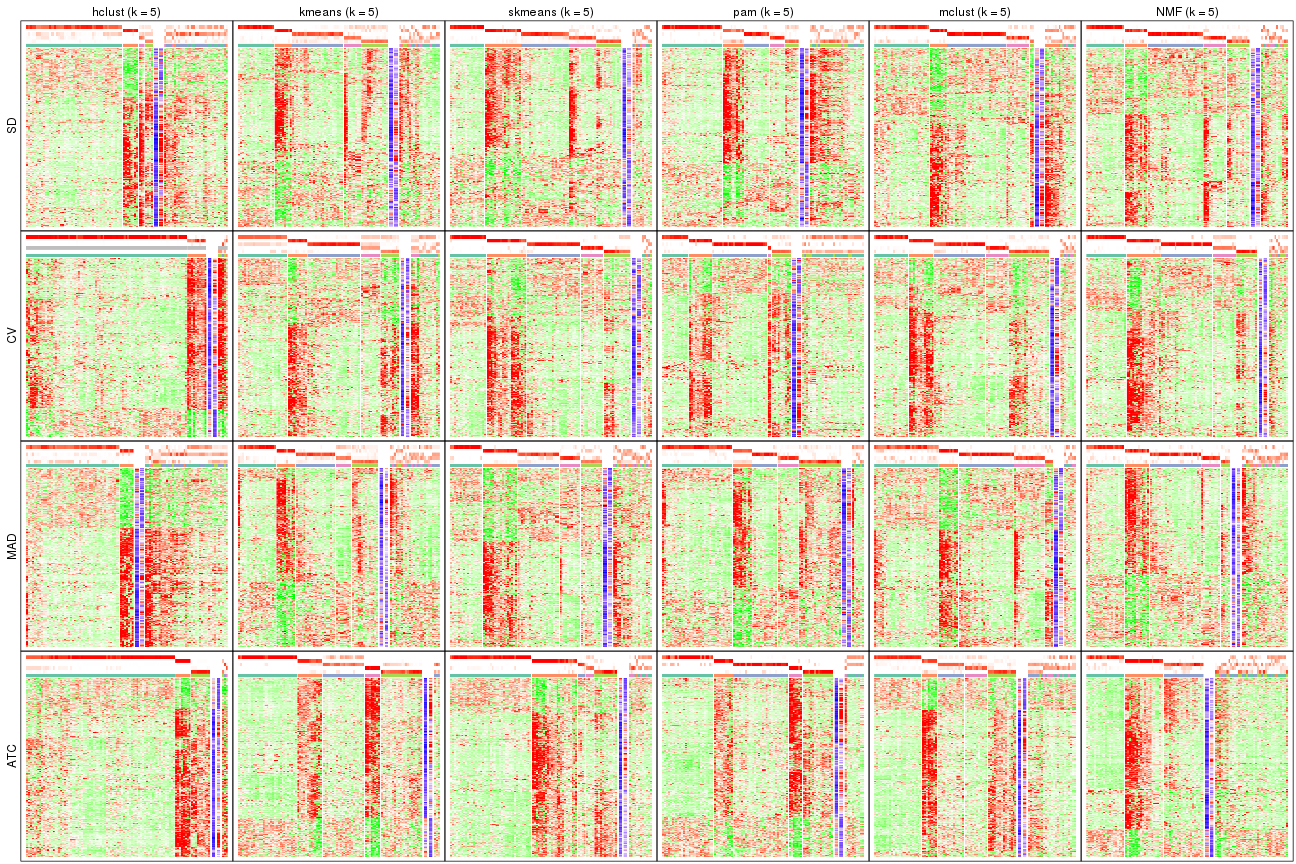 hclust (k = 5) kmeans (k = 5) skmeans (k = 5) pam (k = 5) mclust (k = 5) NMF (k = 5)
SD
CV
MAD
ATC